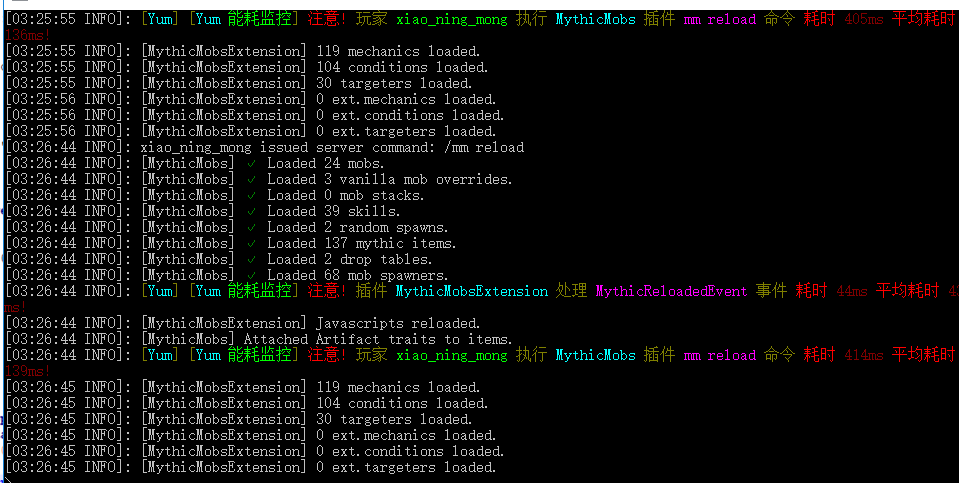 [03:25:55 INFO]: [Yum] [Yum 能耗监控] 注意! 玩家 xiao_ning_mong 执行 MythicMobs 插件 mm reload 命令 耗时 405ms 平均耗时
136ms!
[03:25:55 INFO]: [MythicMobsExtension] 119 mechanics loaded.
[03:25:55 INFO]: [MythicMobsExtension] 104 conditions loaded.
[03:25:55 INFO]: [MythicMobsExtension] 30 targeters loaded.
[03:25:56 INFO]: [MythicMobsExtension] 0 ext.mechanics loaded.
[03:25:56 INFO]: [MythicMobsExtension] 0 ext.conditions loaded.
[03:25:56 INFO]: [MythicMobsExtension] 0 ext.targeters loaded.
[03:26:44 INFO]: xiao_ning_mong issued server command: /mm reload
[03:26:44 INFO]: [MythicMobs] ✓ Loaded 24 mobs.
[03:26:44 INFO]: [MythicMobs] ✓ Loaded 3 vanilla mob overrides.
[03:26:44 INFO]: [MythicMobs] ✓ Loaded 0 mob stacks.
[03:26:44 INFO]: [MythicMobs] ✓ Loaded 39 skills.
[03:26:44 INFO]: [MythicMobs] ✓ Loaded 2 random spawns.
[03:26:44 INFO]: [MythicMobs] ✓ Loaded 137 mythic items.
[03:26:44 INFO]: [MythicMobs] ✓ Loaded 2 drop tables.
[03:26:44 INFO]: [MythicMobs] ✓ Loaded 68 mob spawners.
[03:26:44 INFO]: [Yum] [Yum 能耗监控] 注意! 插件 MythicMobsExtension 处理 MythicReloadedEvent 事件 耗时 44ms 平均耗时
ms!
[03:26:44 INFO]: [MythicMobsExtension] Javascripts reloaded.
[03:26:44 INFO]: [MythicMobs] Attached Artifact traits to items.
[03:26:44 INFO]: [Yum] [Yum 能耗监控] 注意! 玩家 xiao_ning_mong 执行 MythicMobs 插件 mm reload 命令 耗时 414ms 平均耗时
139ms!
[03:26:45 INFO]: [MythicMobsExtension] 119 mechanics loaded.
[03:26:45 INFO]: [MythicMobsExtension] 104 conditions loaded.
[03:26:45 INFO]: [MythicMobsExtension] 30 targeters loaded.
[03:26:45 INFO]: [MythicMobsExtension] 0 ext.mechanics loaded.
[03:26:45 INFO]: [MythicMobsExtension] 0 ext.conditions loaded.
[03:26:45 INFO]: [MythicMobsExtension] 0 ext.targeters loaded.